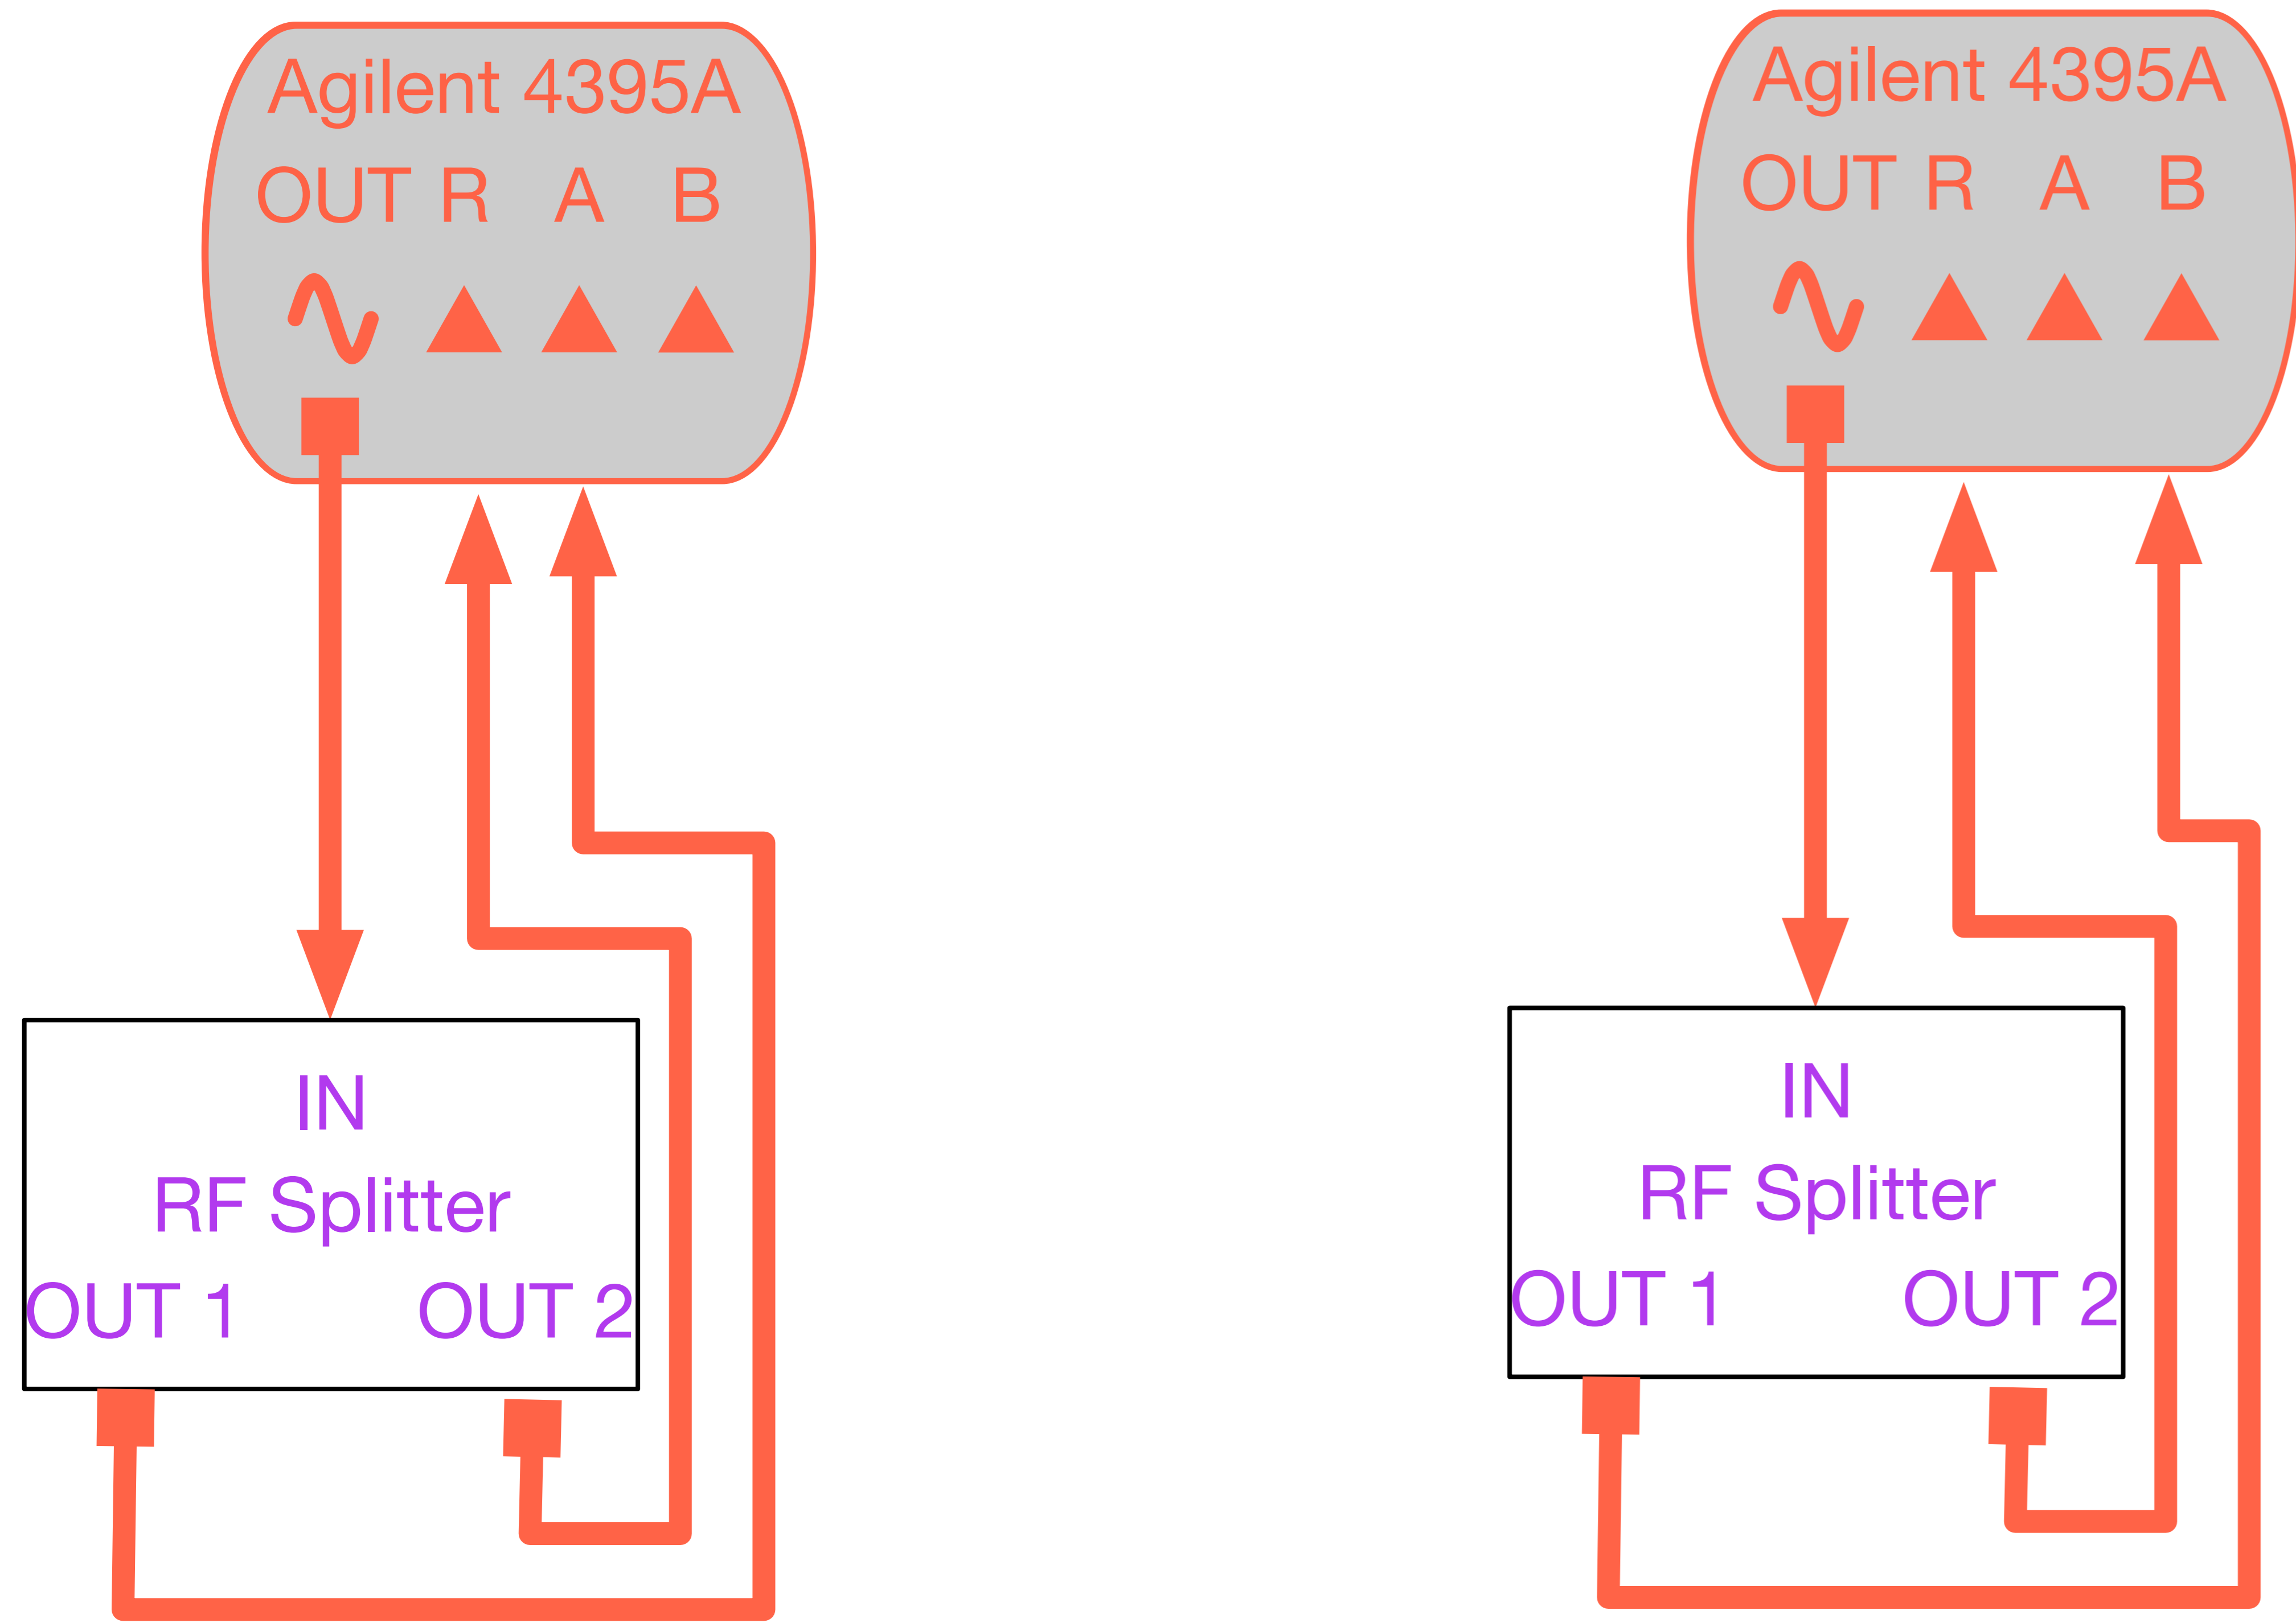 Agilent 4395A
OUT R A B
IN
RF Splitter
OUT 1 OUT 2
Agilent 4395A
OUT R A B
IN
RF Splitter
OUT 1 OUT 2